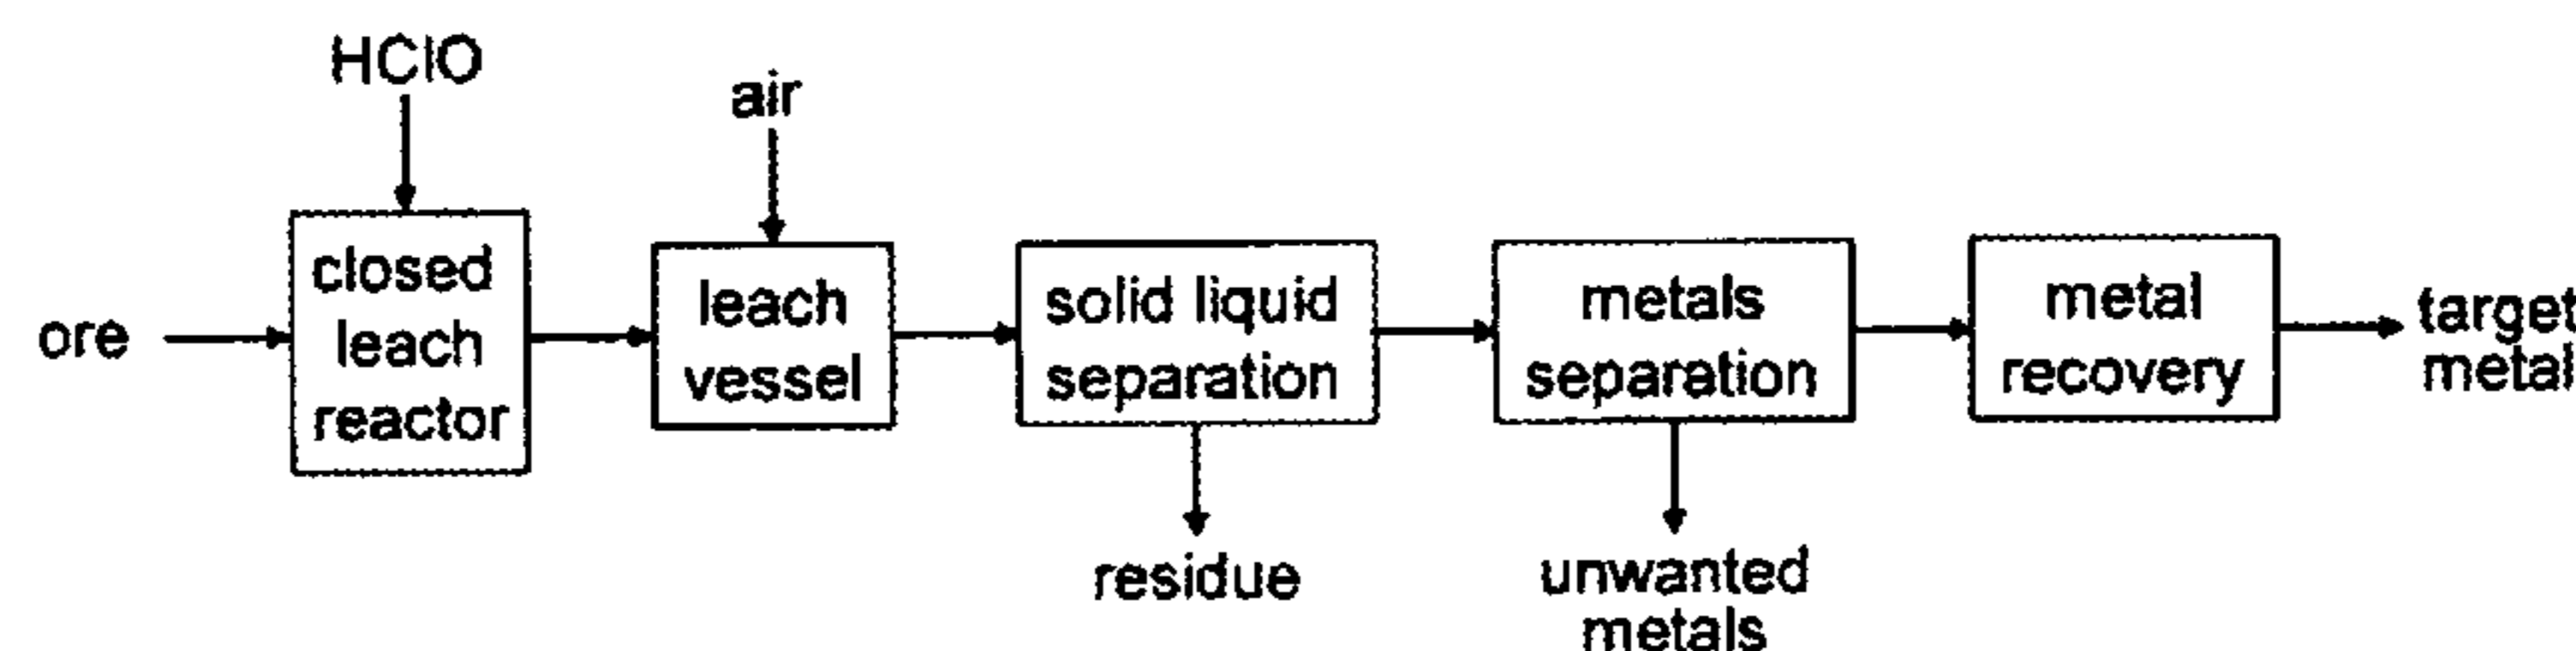 HClO
air
ore
closed
leach
reactor
leach
vessel
solid liquid
separation
metals
separation
metal
recovery
target
metal
residue
unwanted
metals